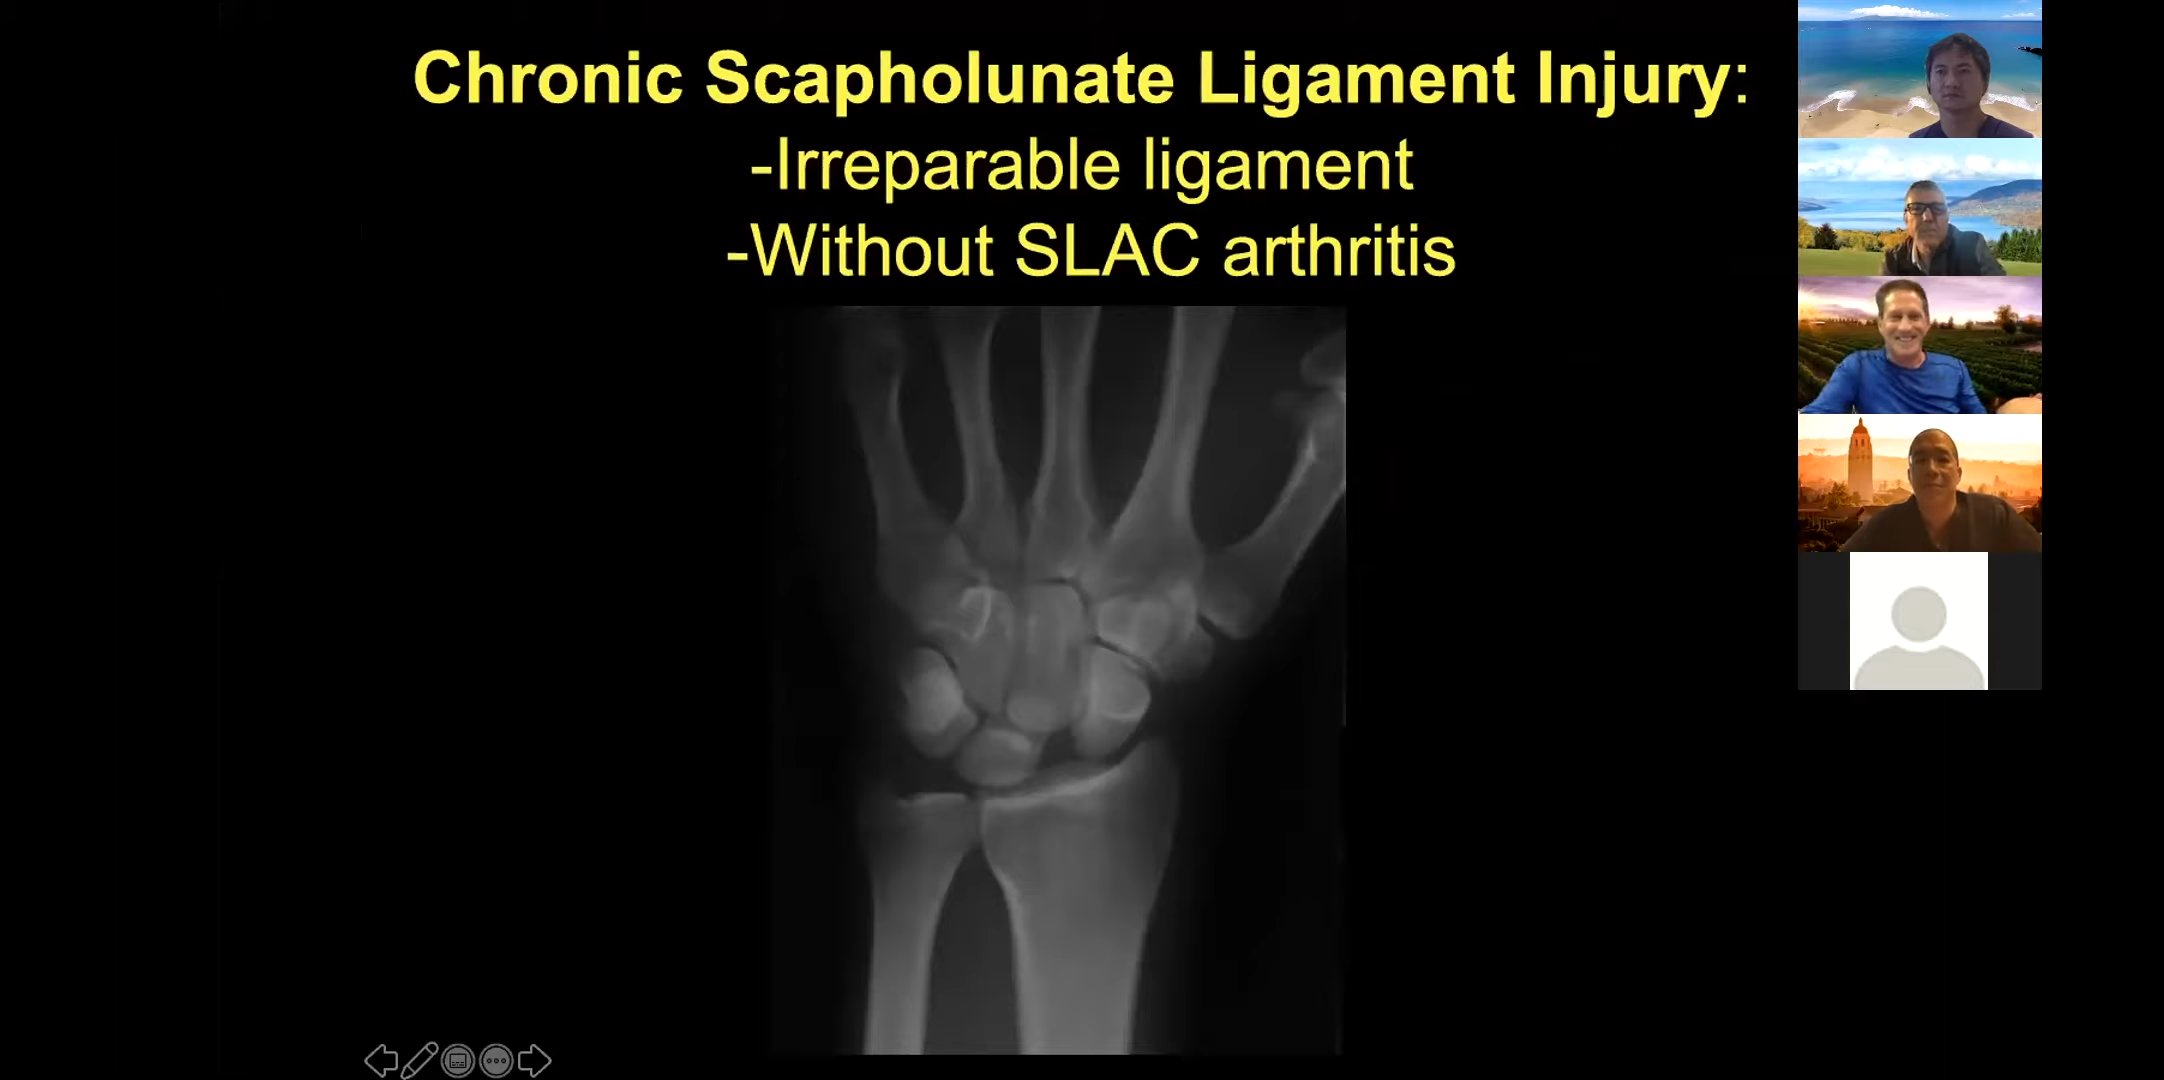 Chronic Scapholunate Ligament Injury:
-Irreparable ligament
-Without SLAC arthritis